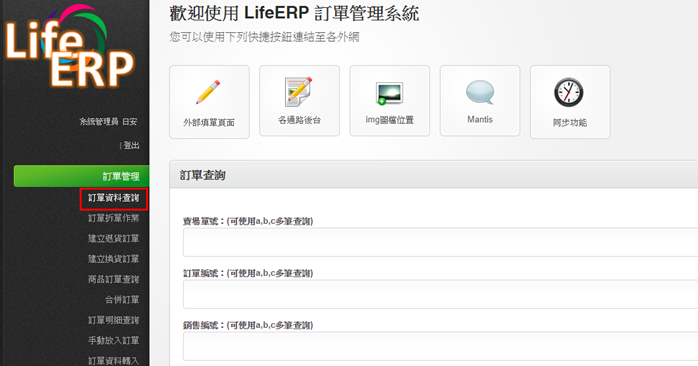 Life
ERP
系統管理員 日安
| 登出
訂單管理
訂單資料查詢
訂單拆單作業
建立退貨訂單
建立換貨訂單
商品訂單查詢
合併訂單
訂單明細查詢
手動放入訂單
訂單資料轉入
歡迎使用 LifeERP 訂單管理系統
您可以使用下列快捷按鈕連結至各外網
外部填單頁面
各通路後台
img圖檔位置
Mantis
同步功能
訂單查詢
賣場單號：(可使用a,b,c多筆查詢)
訂單編號：(可使用a,b,c多筆查詢)
銷售編號：(可使用a,b,c多筆查詢)